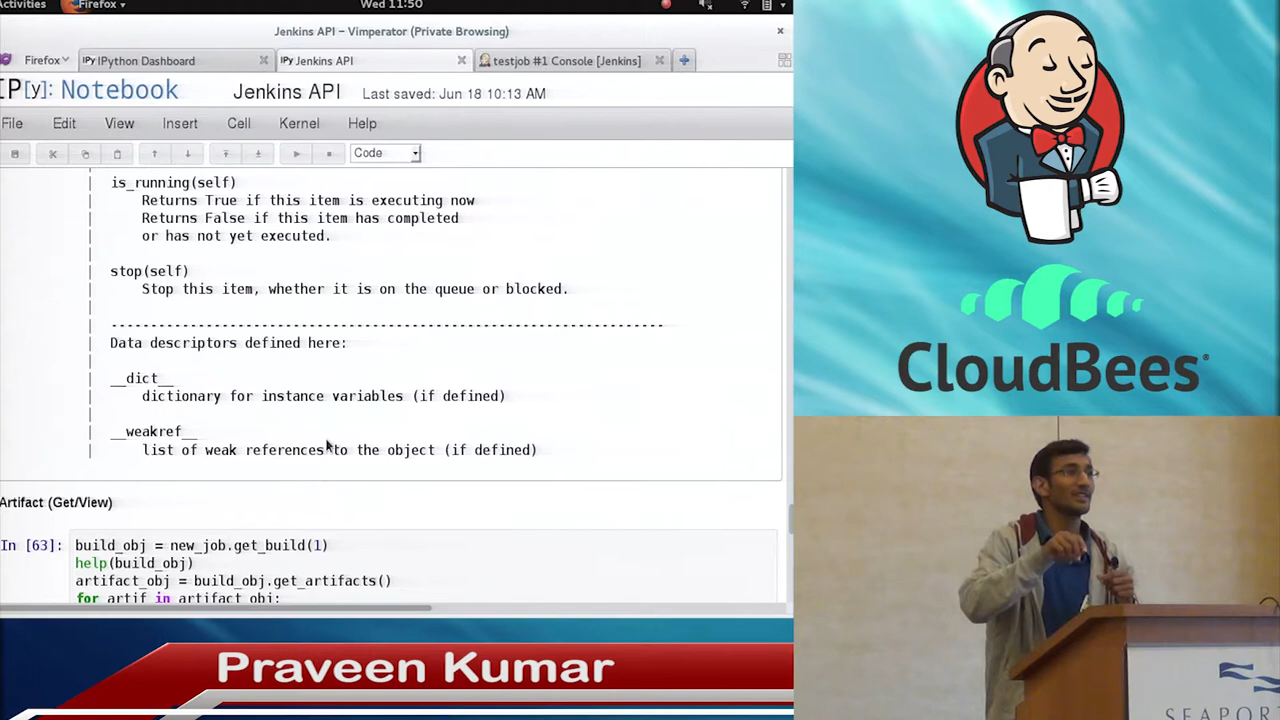 Activities Firefox Wed 11:50
Jenkins API - Vimperator (Private Browsing)
Firefox IPython Dashboard Jenkins API testjob #1 Console [Jenkins]
IP[y]: Notebook Jenkins API Last saved: Jun 18 10:13 AM
File Edit View Insert Cell Kernel Help
Code
is_running(self)
Returns True if this item is executing now
Returns False if this item has completed
or has not yet executed.
stop(self)
Stop this item, whether it is on the queue or blocked.
----------------------------------------------------------------------
Data descriptors defined here:
__dict__
dictionary for instance variables (if defined)
__weakref__
list of weak references to the object (if defined)
Artifact (Get/View)
In [63]: build_obj = new_job.get_build(1)
help(build_obj)
artifact_obj = build_obj.get_artifacts()
for artif in artifact_obj:
CloudBees
Praveen Kumar
SEAPOR